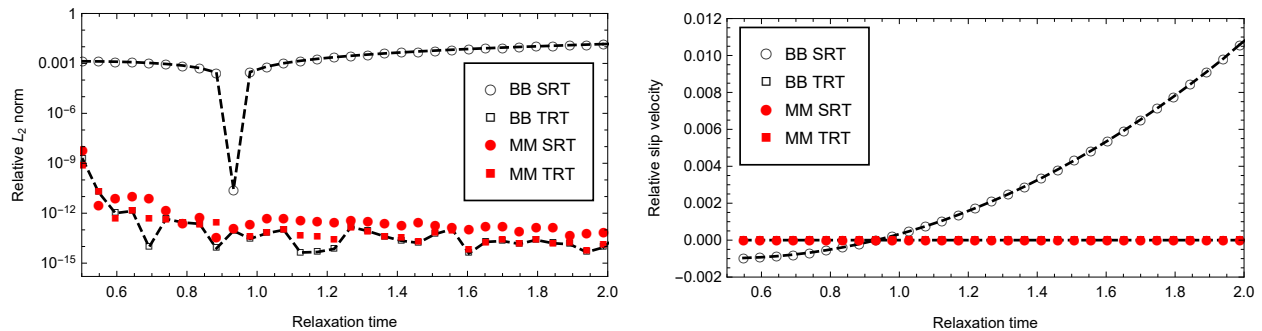 1
0.001
10⁻⁶
10⁻⁹
10⁻¹²
10⁻¹⁵
Relative L₂ norm
BB SRT
BB TRT
MM SRT
MM TRT
0.6 0.8 1.0 1.2 1.4 1.6 1.8 2.0
Relaxation time
0.012
0.010
0.008
0.006
0.004
0.002
0.000
−0.002
Relative slip velocity
BB SRT
BB TRT
MM SRT
MM TRT
0.6 0.8 1.0 1.2 1.4 1.6 1.8 2.0
Relaxation time